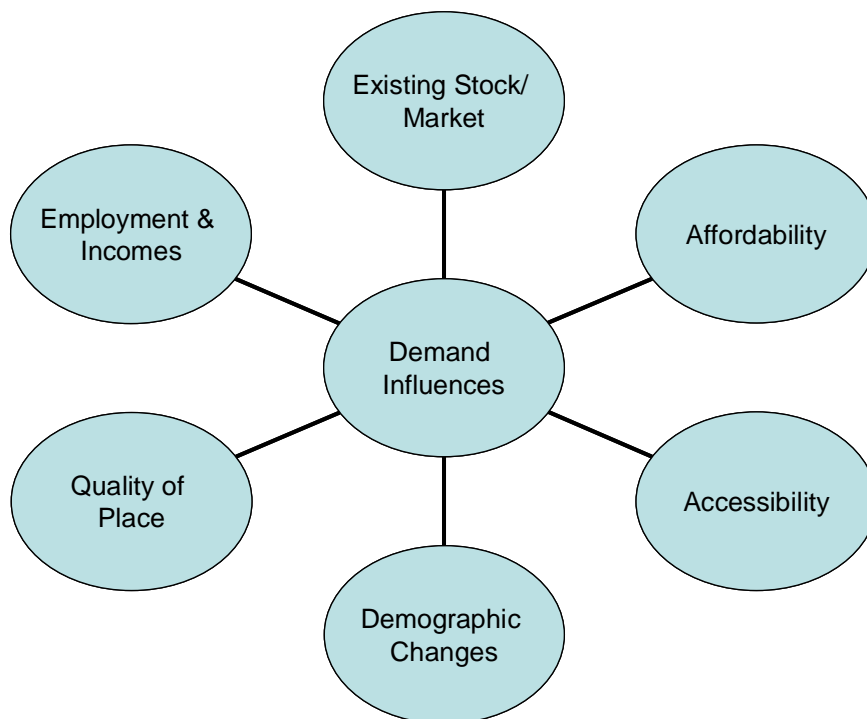 Existing Stock/
Market
Employment &
Incomes
Affordability
Demand
Influences
Quality of
Place
Accessibility
Demographic
Changes